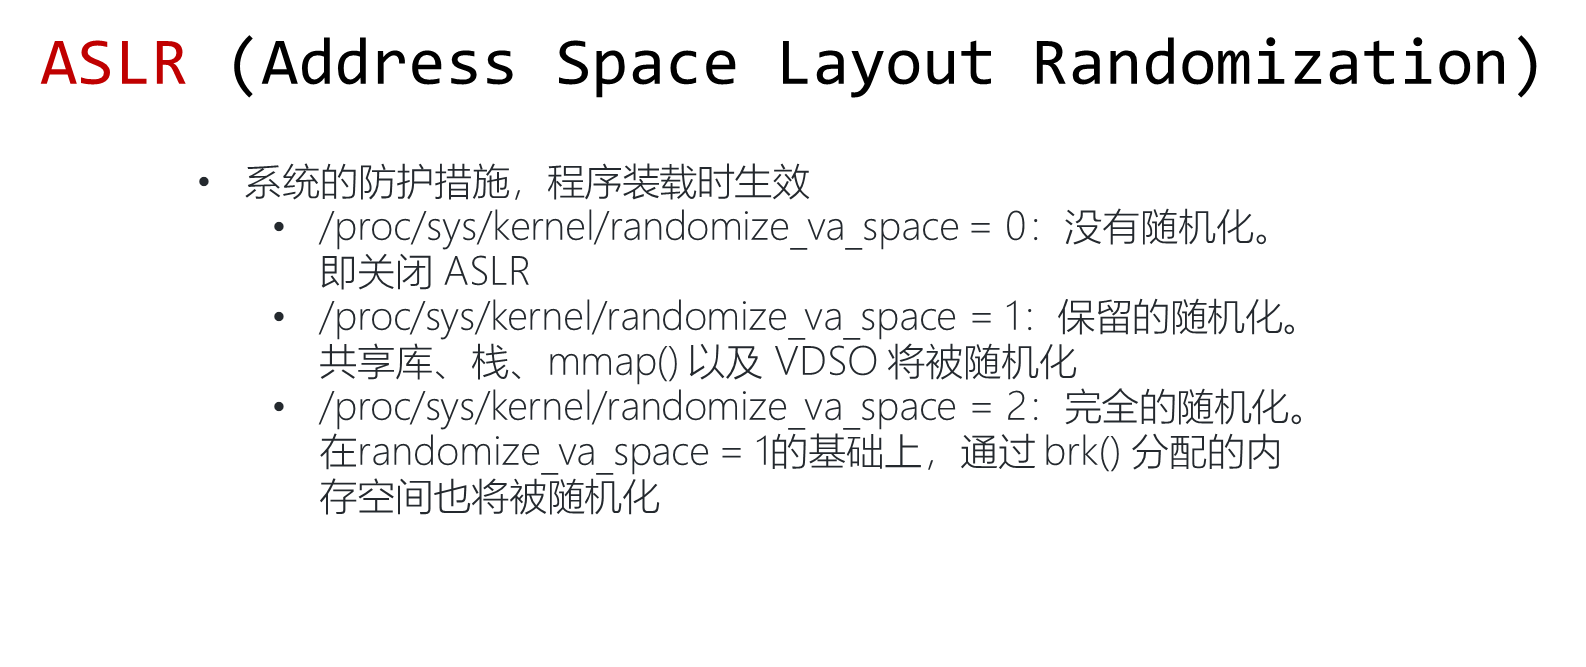 ASLR (Address Space Layout Randomization)
• 系统的防护措施，程序装载时生效
• /proc/sys/kernel/randomize_va_space = 0：没有随机化。
即关闭 ASLR
• /proc/sys/kernel/randomize_va_space = 1：保留的随机化。
共享库、栈、mmap() 以及 VDSO 将被随机化
• /proc/sys/kernel/randomize_va_space = 2：完全的随机化。
在randomize_va_space = 1的基础上，通过 brk() 分配的内
存空间也将被随机化